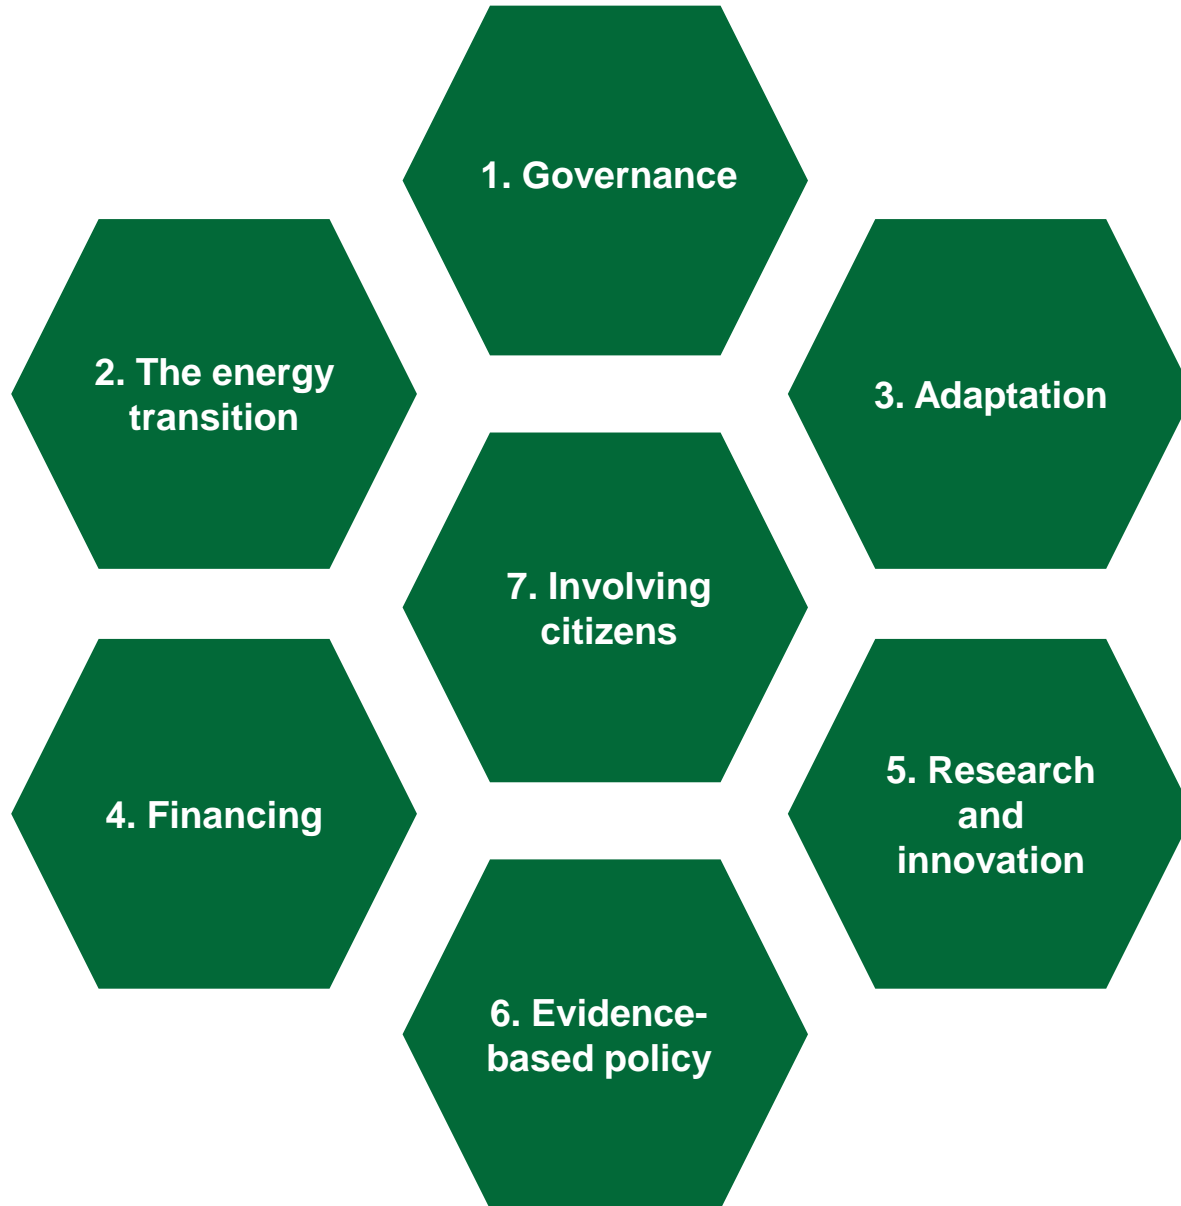 1. Governance
2. The energy
transition
3. Adaptation
7. Involving
citizens
4. Financing
5. Research
and
innovation
6. Evidence-
based policy